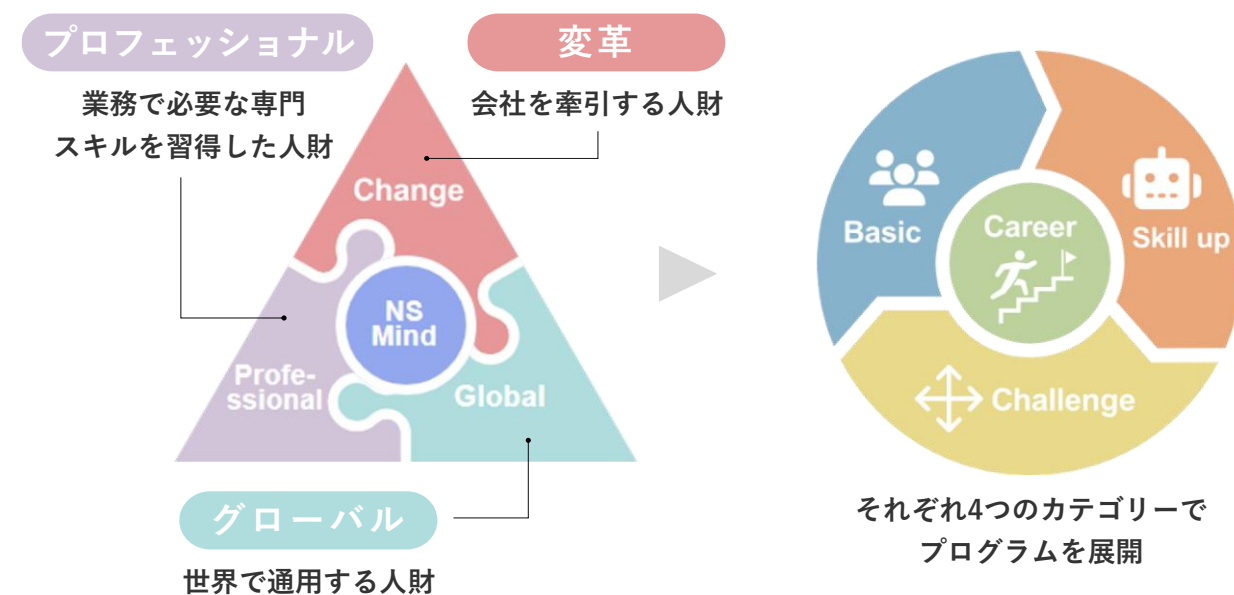 プロフェッショナル
業務で必要な専門
スキルを習得した人財
変革
会社を牽引する人財
Change
NS
Mind
Profe-
ssional
Global
グローバル
世界で通用する人財
Basic
Career
Skill up
Challenge
それぞれ4つのカテゴリーで
プログラムを展開